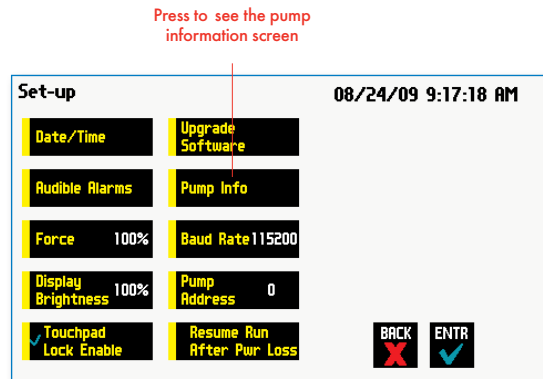 Press to see the pump
information screen
Set-up
08/24/09 9:17:18 AM
Date/Time
Upgrade
Software
Audible Alarms
Pump Info
Force 100%
Baud Rate 115200
Display
Brightness 100%
Pump
Address 0
Touchpad
Lock Enable
Resume Run
After Pwr Loss
BACK
ENTR